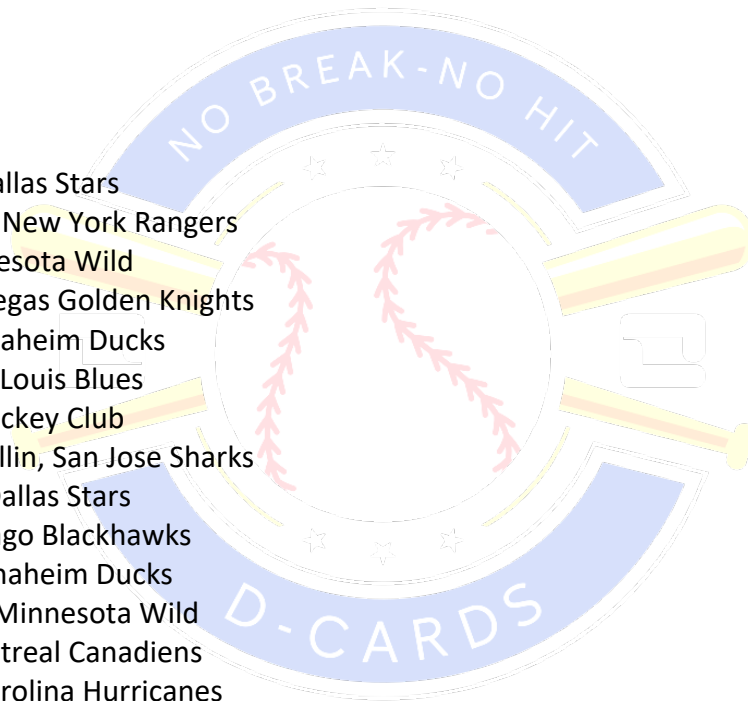 NO BREAK-NO HIT
allas Stars
New York Rangers
esota Wild
egas Golden Knights
aheim Ducks
Louis Blues
ckey Club
llin, San Jose Sharks
allas Stars
ago Blackhawks
naheim Ducks
Minnesota Wild
treal Canadiens
rolina Hurricanes
D-CARDS